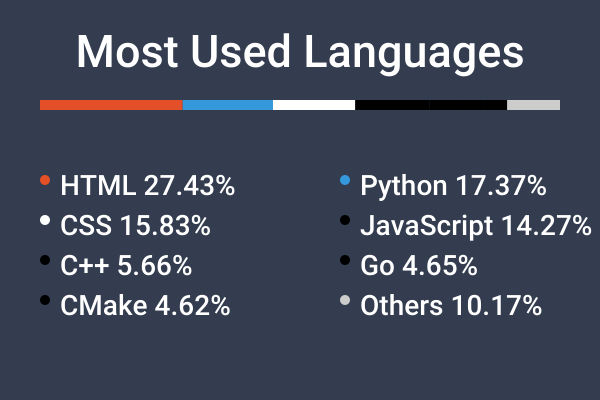 Most Used Languages
HTML 27.43%
Python 17.37%
CSS 15.83%
JavaScript 14.27%
C++ 5.66%
Go 4.65%
CMake 4.62%
Others 10.17%